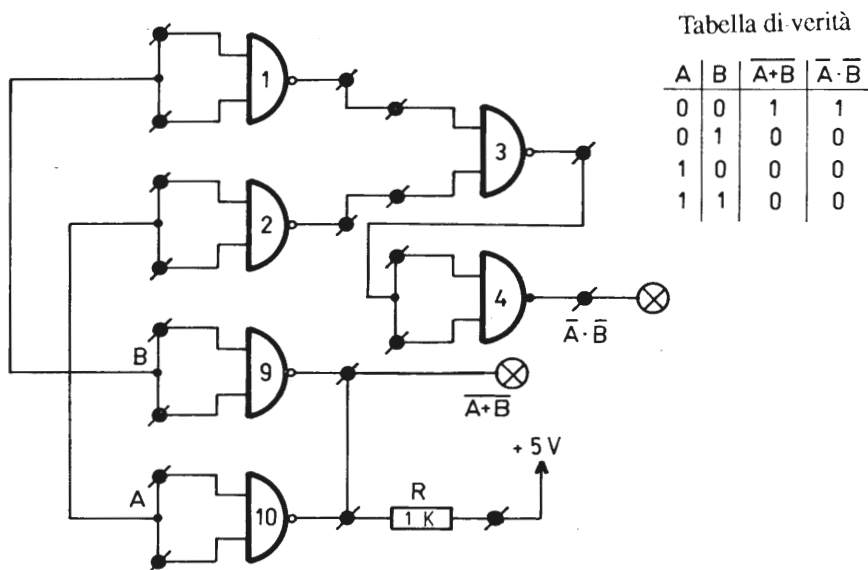 Tabella di verità
A B A̅+̅B̅ A̅ · B̅
0 0 1 1
0 1 0 0
1 0 0 0
1 1 0 0
1
2
3
4
A̅ · B̅
B
9
A̅+̅B̅
A
10
R
1 K
+ 5 V